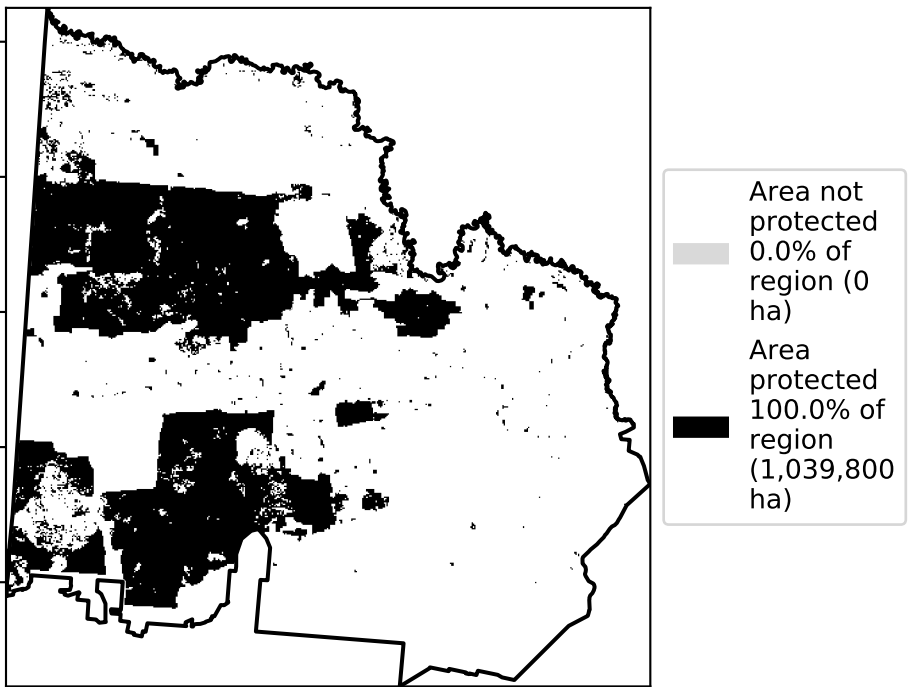 Area not
protected
0.0% of
region (0
ha)
Area
protected
100.0% of
region
(1,039,800
ha)